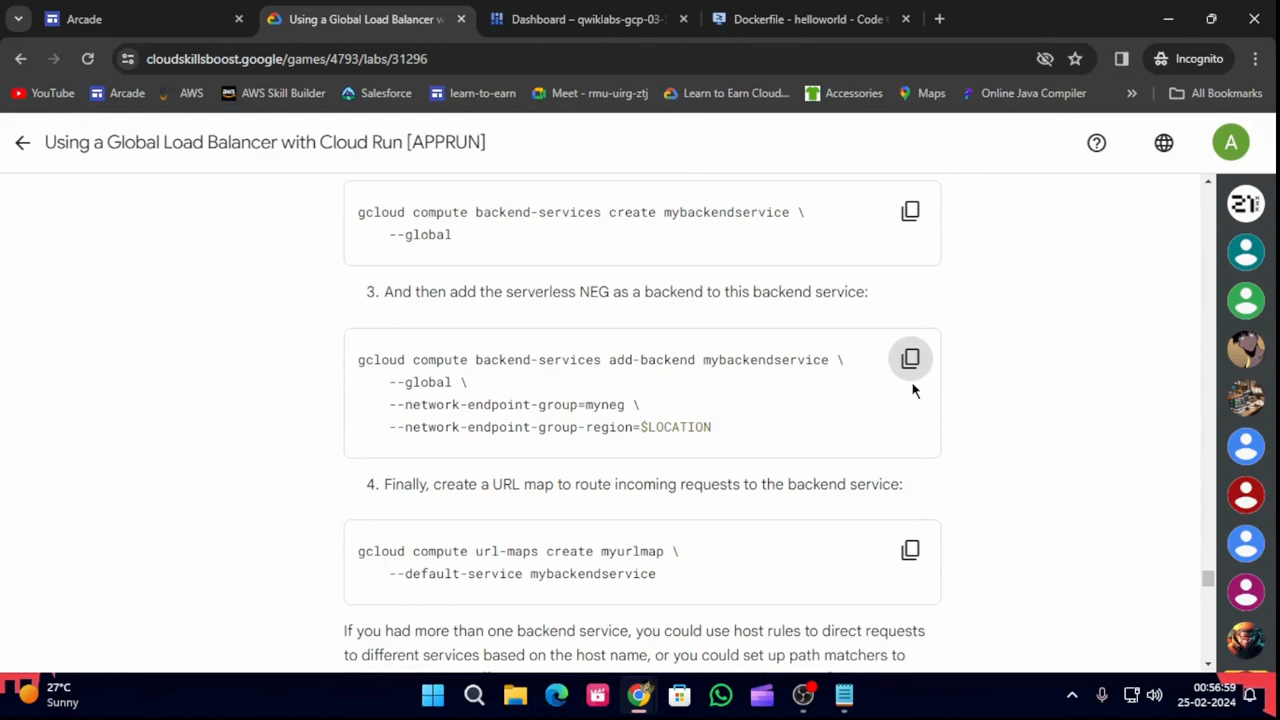 Arcade
Using a Global Load Balancer w
Dashboard – qwiklabs-gcp-03-
Dockerfile - helloworld - Code
cloudskillsboost.google/games/4793/labs/31296
Incognito
YouTube
Arcade
AWS
AWS Skill Builder
Salesforce
learn-to-earn
Meet - rmu-uirg-ztj
Learn to Earn Cloud...
Accessories
Maps
Online Java Compiler
»
All Bookmarks
Using a Global Load Balancer with Cloud Run [APPRUN]
A
gcloud compute backend-services create mybackendservice \
--global
3. And then add the serverless NEG as a backend to this backend service:
gcloud compute backend-services add-backend mybackendservice \
--global \
--network-endpoint-group=myneg \
--network-endpoint-group-region=$LOCATION
4. Finally, create a URL map to route incoming requests to the backend service:
gcloud compute url-maps create myurlmap \
--default-service mybackendservice
If you had more than one backend service, you could use host rules to direct requests
to different services based on the host name, or you could set up path matchers to
27°C
Sunny
00:56:59
25-02-2024